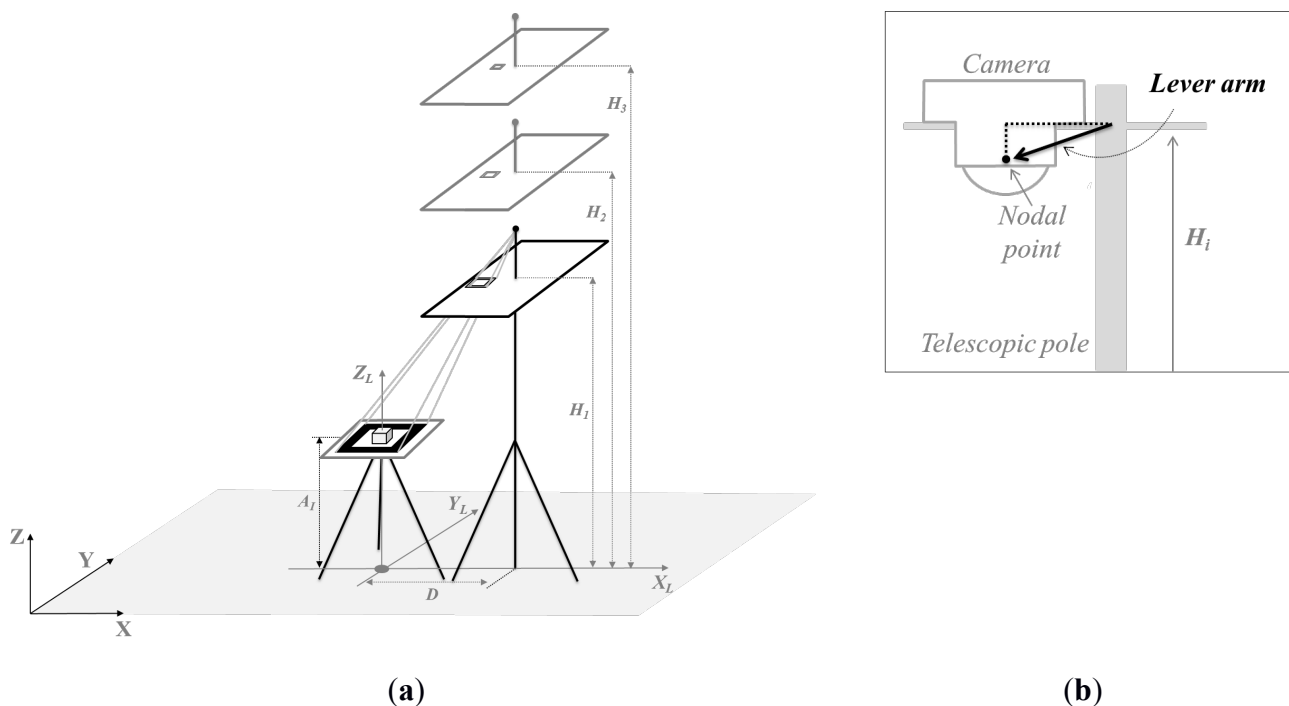 H3
H2
H1
ZL
A1
YL
XL
D
Z
Y
X
(a)
Camera
Lever arm
Nodal
point
Hi
Telescopic pole
(b)